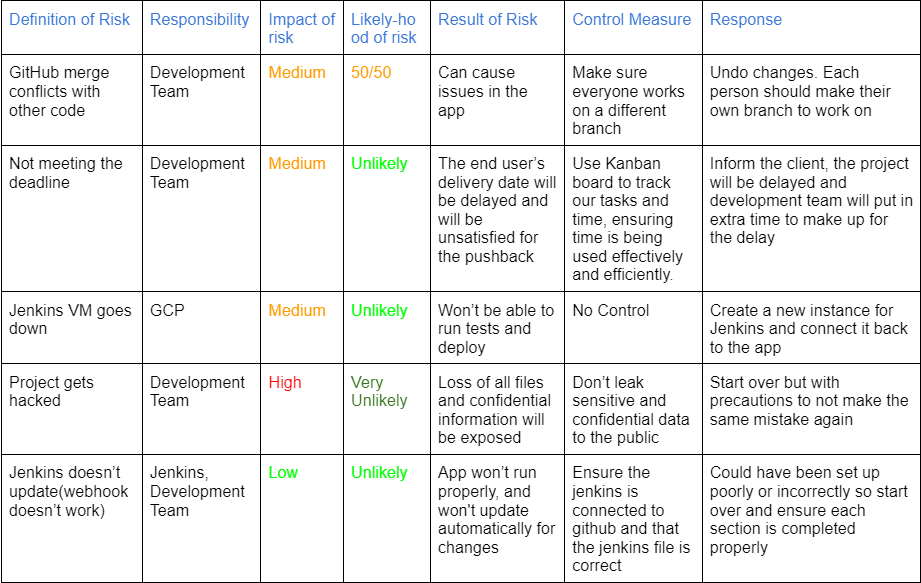 Definition of Risk
Responsibility
Impact of
risk
Likely-ho
od of risk
Result of Risk
Control Measure
Response
GitHub merge
conflicts with
other code
Development
Team
Medium
50/50
Can cause
issues in the
app
Make sure
everyone works
on a different
branch
Undo changes. Each
person should make their
own branch to work on
Not meeting the
deadline
Development
Team
Medium
Unlikely
The end user’s
delivery date will
be delayed and
will be
unsatisfied for
the pushback
Use Kanban
board to track
our tasks and
time, ensuring
time is being
used effectively
and efficiently.
Inform the client, the project
will be delayed and
development team will put in
extra time to make up for
the delay
Jenkins VM goes
down
GCP
Medium
Unlikely
Won’t be able to
run tests and
deploy
No Control
Create a new instance for
Jenkins and connect it back
to the app
Project gets
hacked
Development
Team
High
Very
Unlikely
Loss of all files
and confidential
information will
be exposed
Don’t leak
sensitive and
confidential data
to the public
Start over but with
precautions to not make the
same mistake again
Jenkins doesn’t
update(webhook
doesn’t work)
Jenkins,
Development
Team
Low
Unlikely
App won’t run
properly, and
won't update
automatically for
changes
Ensure the
jenkins is
connected to
github and that
the jenkins file is
correct
Could have been set up
poorly or incorrectly so start
over and ensure each
section is completed
properly